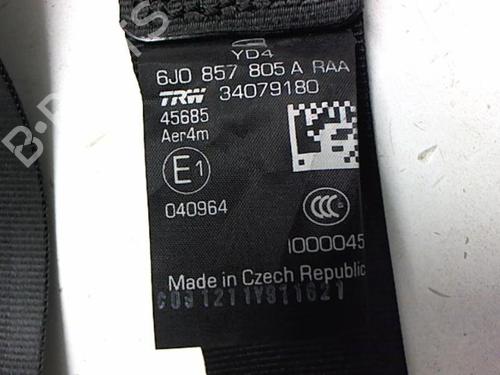 YD4
6J0 857 805 A RAA
TRW 34079180
45685
Aer4m
E1
040964
CCC
I000045
Made in Czech Republic